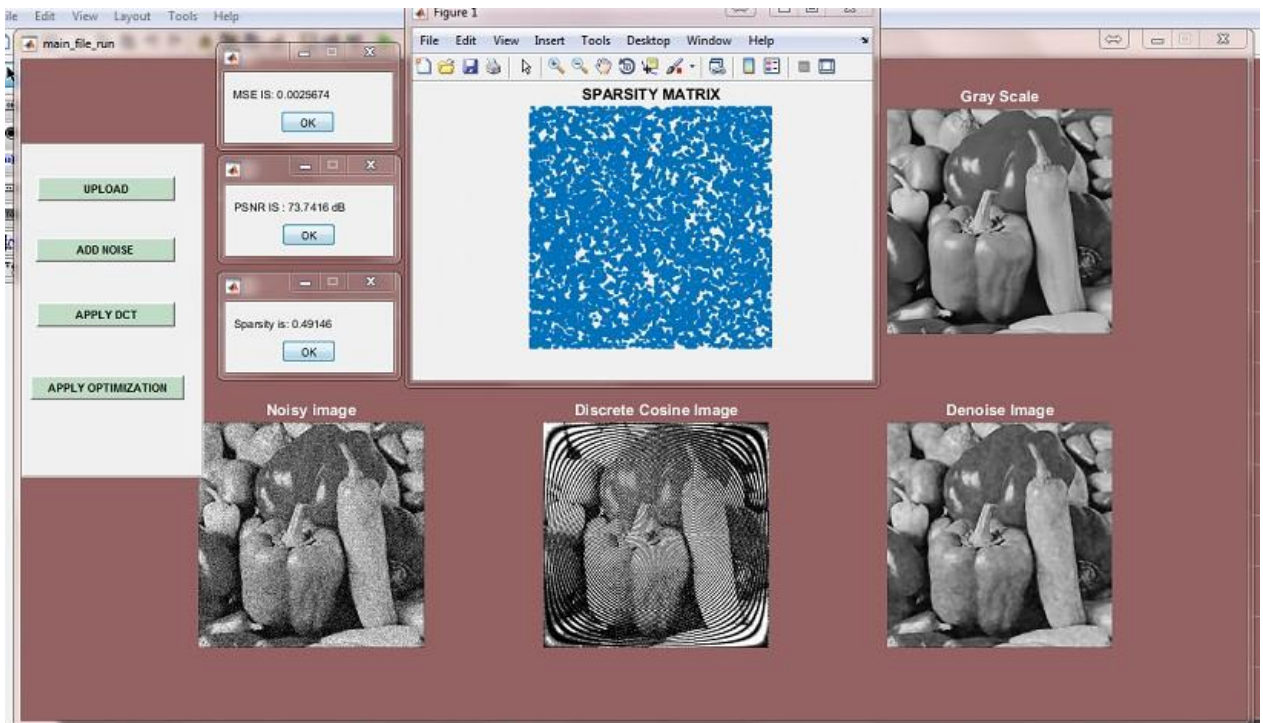 File Edit View Layout Tools Help
main_file_run
MSE IS: 0.0025674
OK
PSNR IS : 73.7416 dB
OK
Sparsity is: 0.49146
OK
Figure 1
File Edit View Insert Tools Desktop Window Help
SPARSITY MATRIX
Gray Scale
UPLOAD
ADD NOISE
APPLY DCT
APPLY OPTIMIZATION
Noisy image
Discrete Cosine Image
Denoise Image